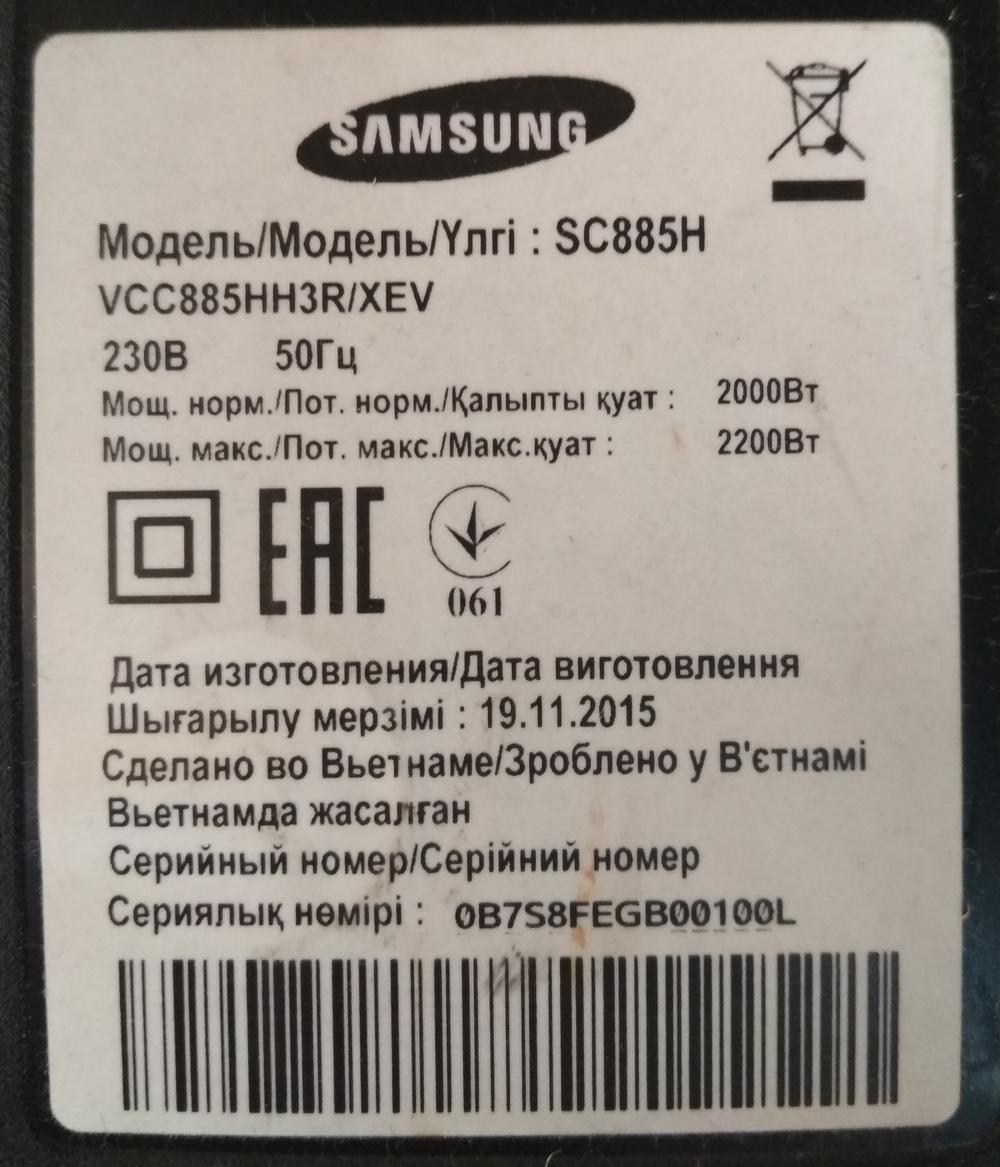 SAMSUNG
Модель/Модель/Үлгі : SC885H
VCC885HH3R/XEV
230В 50Гц
Мощ. норм./Пот. норм./Қалыпты қуат : 2000Вт
Мощ. макс./Пот. макс./Макс.қуат : 2200Вт
EAC
061
Дата изготовления/Дата виготовлення
Шығарылу мерзімі : 19.11.2015
Сделано во Вьетнаме/Зроблено у В'єтнамі
Вьетнамда жасалған
Серийный номер/Серійний номер
Сериялық нөмірі : 0B7S8FEGB00100L